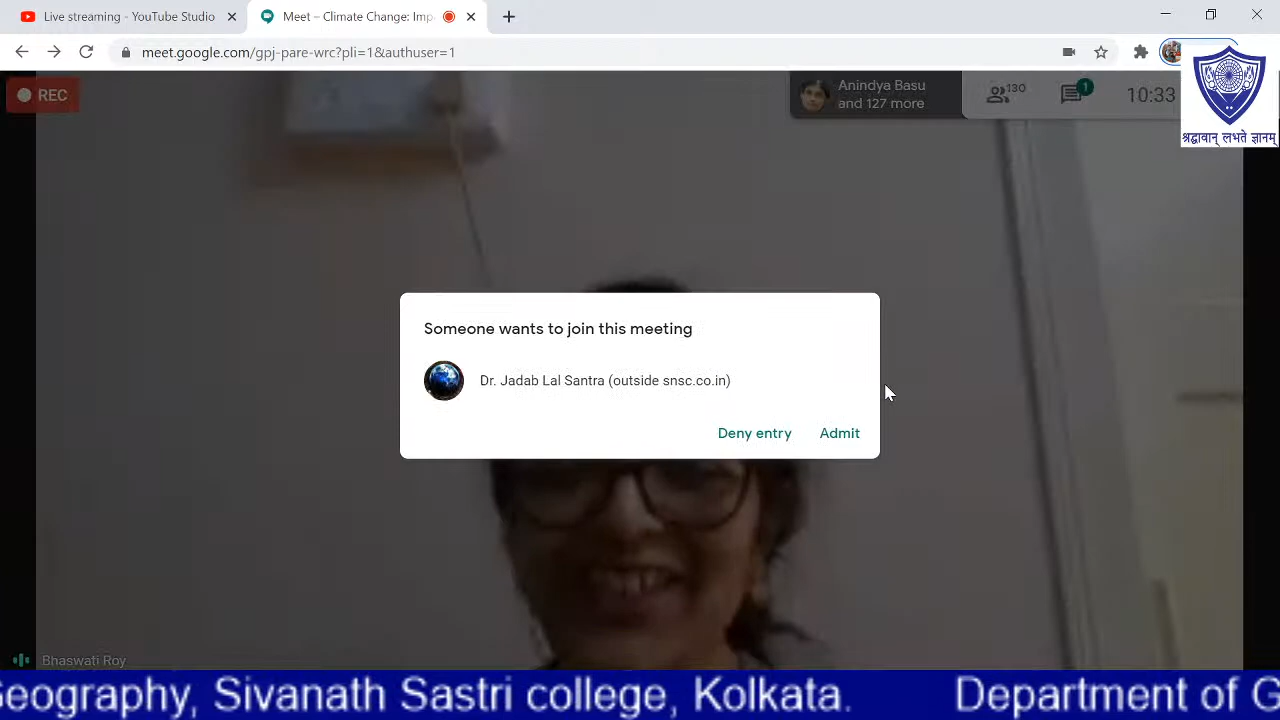 Live streaming - YouTube Studio
Meet – Climate Change: Imp
meet.google.com/gpj-pare-wrc?pli=1&authuser=1
REC
Anindya Basu
and 127 more
130
1
10:33
श्रद्धावान् लभते ज्ञानम्
Someone wants to join this meeting
Dr. Jadab Lal Santra (outside snsc.co.in)
Deny entry
Admit
Bhaswati Roy
Geography, Sivanath Sastri college, Kolkata. Department of G